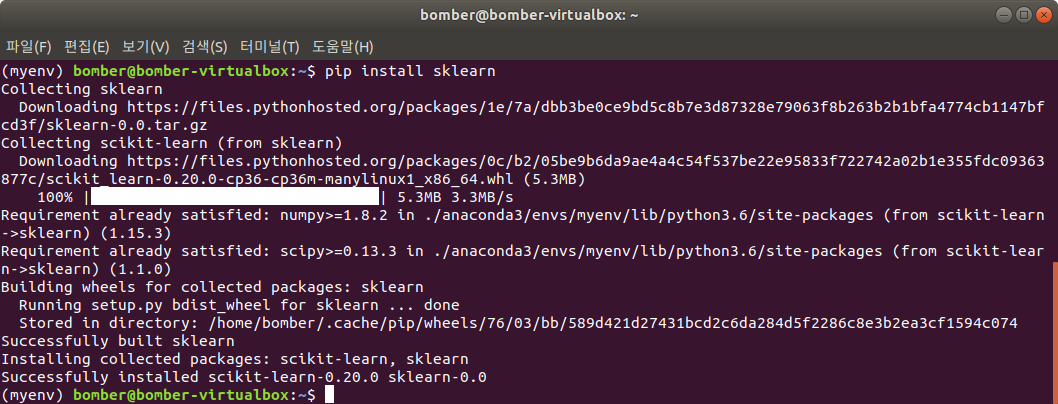 bomber@bomber-virtualbox: ~
파일(F) 편집(E) 보기(V) 검색(S) 터미널(T) 도움말(H)
(myenv) bomber@bomber-virtualbox:~$ pip install sklearn
Collecting sklearn
  Downloading https://files.pythonhosted.org/packages/1e/7a/dbb3be0ce9bd5c8b7e3d87328e79063f8b263b2b1bfa4774cb1147bf
cd3f/sklearn-0.0.tar.gz
Collecting scikit-learn (from sklearn)
  Downloading https://files.pythonhosted.org/packages/0c/b2/05be9b6da9ae4a4c54f537be22e95833f722742a02b1e355fdc09363
877c/scikit_learn-0.20.0-cp36-cp36m-manylinux1_x86_64.whl (5.3MB)
    100% |████████████████████████████████| 5.3MB 3.3MB/s
Requirement already satisfied: numpy>=1.8.2 in ./anaconda3/envs/myenv/lib/python3.6/site-packages (from scikit-learn
->sklearn) (1.15.3)
Requirement already satisfied: scipy>=0.13.3 in ./anaconda3/envs/myenv/lib/python3.6/site-packages (from scikit-lear
n->sklearn) (1.1.0)
Building wheels for collected packages: sklearn
  Running setup.py bdist_wheel for sklearn ... done
  Stored in directory: /home/bomber/.cache/pip/wheels/76/03/bb/589d421d27431bcd2c6da284d5f2286c8e3b2ea3cf1594c074
Successfully built sklearn
Installing collected packages: scikit-learn, sklearn
Successfully installed scikit-learn-0.20.0 sklearn-0.0
(myenv) bomber@bomber-virtualbox:~$